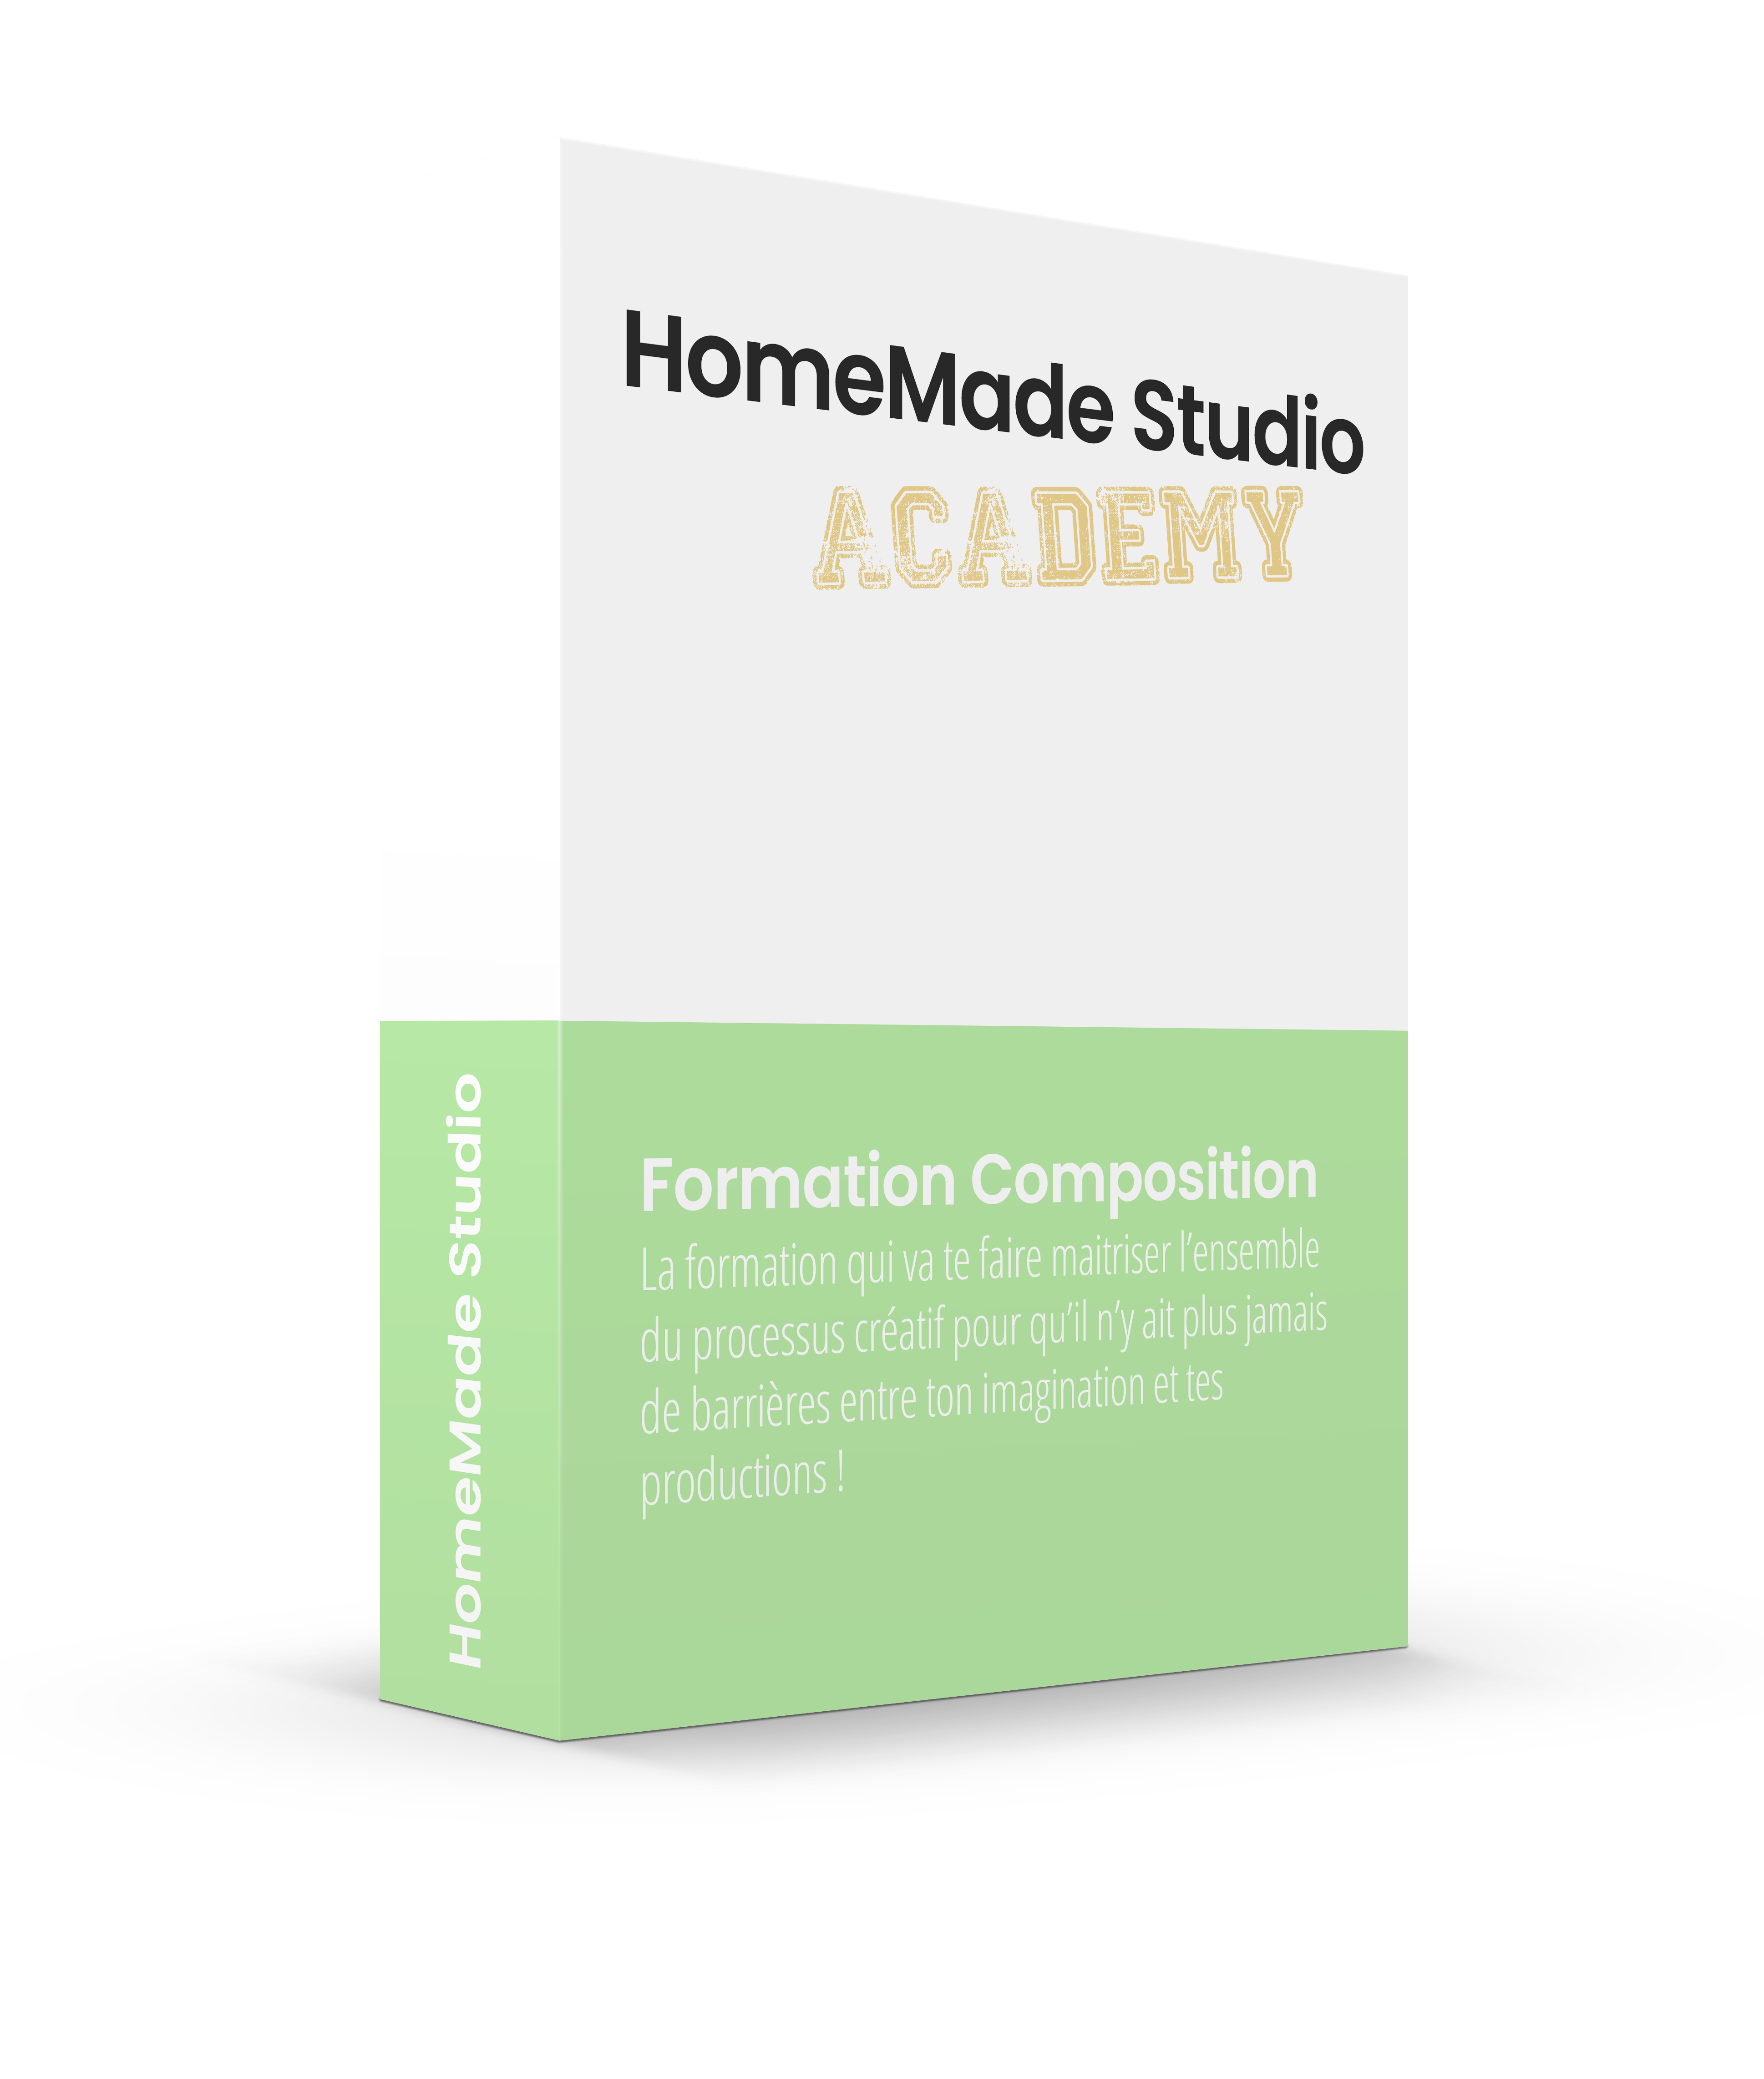 HomeMade Studio
ACADEMY
Formation Composition
La formation qui va te faire maitriser l’ensemble
du processus créatif pour qu’il n’y ait plus jamais
de barrières entre ton imagination et tes
productions !
HomeMade Studio